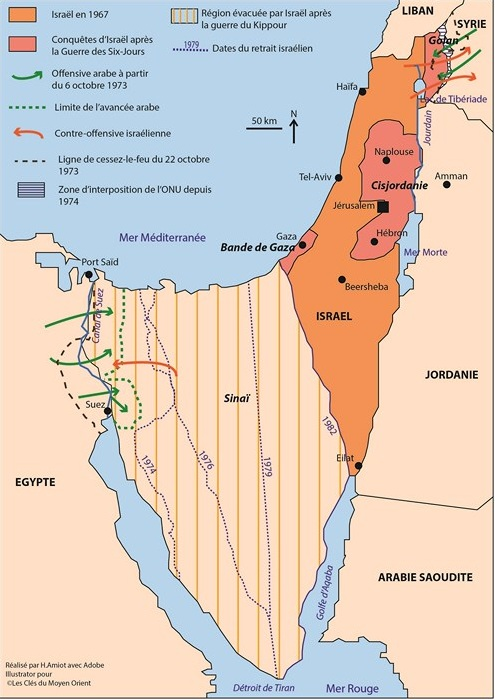 Israël en 1967
Conquêtes d'Israël après
la Guerre des Six-Jours
Offensive arabe à partir
du 6 octobre 1973
Limite de l'avancée arabe
Contre-offensive israélienne
Ligne de cessez-le-feu du 22 octobre
1973
Zone d'interposition de l'ONU depuis
1974
Région évacuée par Israël après
la guerre du Kippour
1979
Dates du retrait israélien
50 km
N
LIBAN
SYRIE
Golan
Lac de Tibériade
Haïfa
Jourdain
Naplouse
Tel-Aviv
Cisjordanie
Amman
Jérusalem
Mer Méditerranée
Gaza
Hébron
Bande de Gaza
Mer Morte
Port Saïd
Beersheba
Canal de Suez
ISRAEL
JORDANIE
Sinaï
Suez
1982
Eilat
1974
1976
1979
EGYPTE
ARABIE SAOUDITE
Golfe d'Aqaba
Réalisé par H.Amiot avec Adobe
Illustrator pour
©Les Clés du Moyen Orient
Détroit de Tiran
Mer Rouge